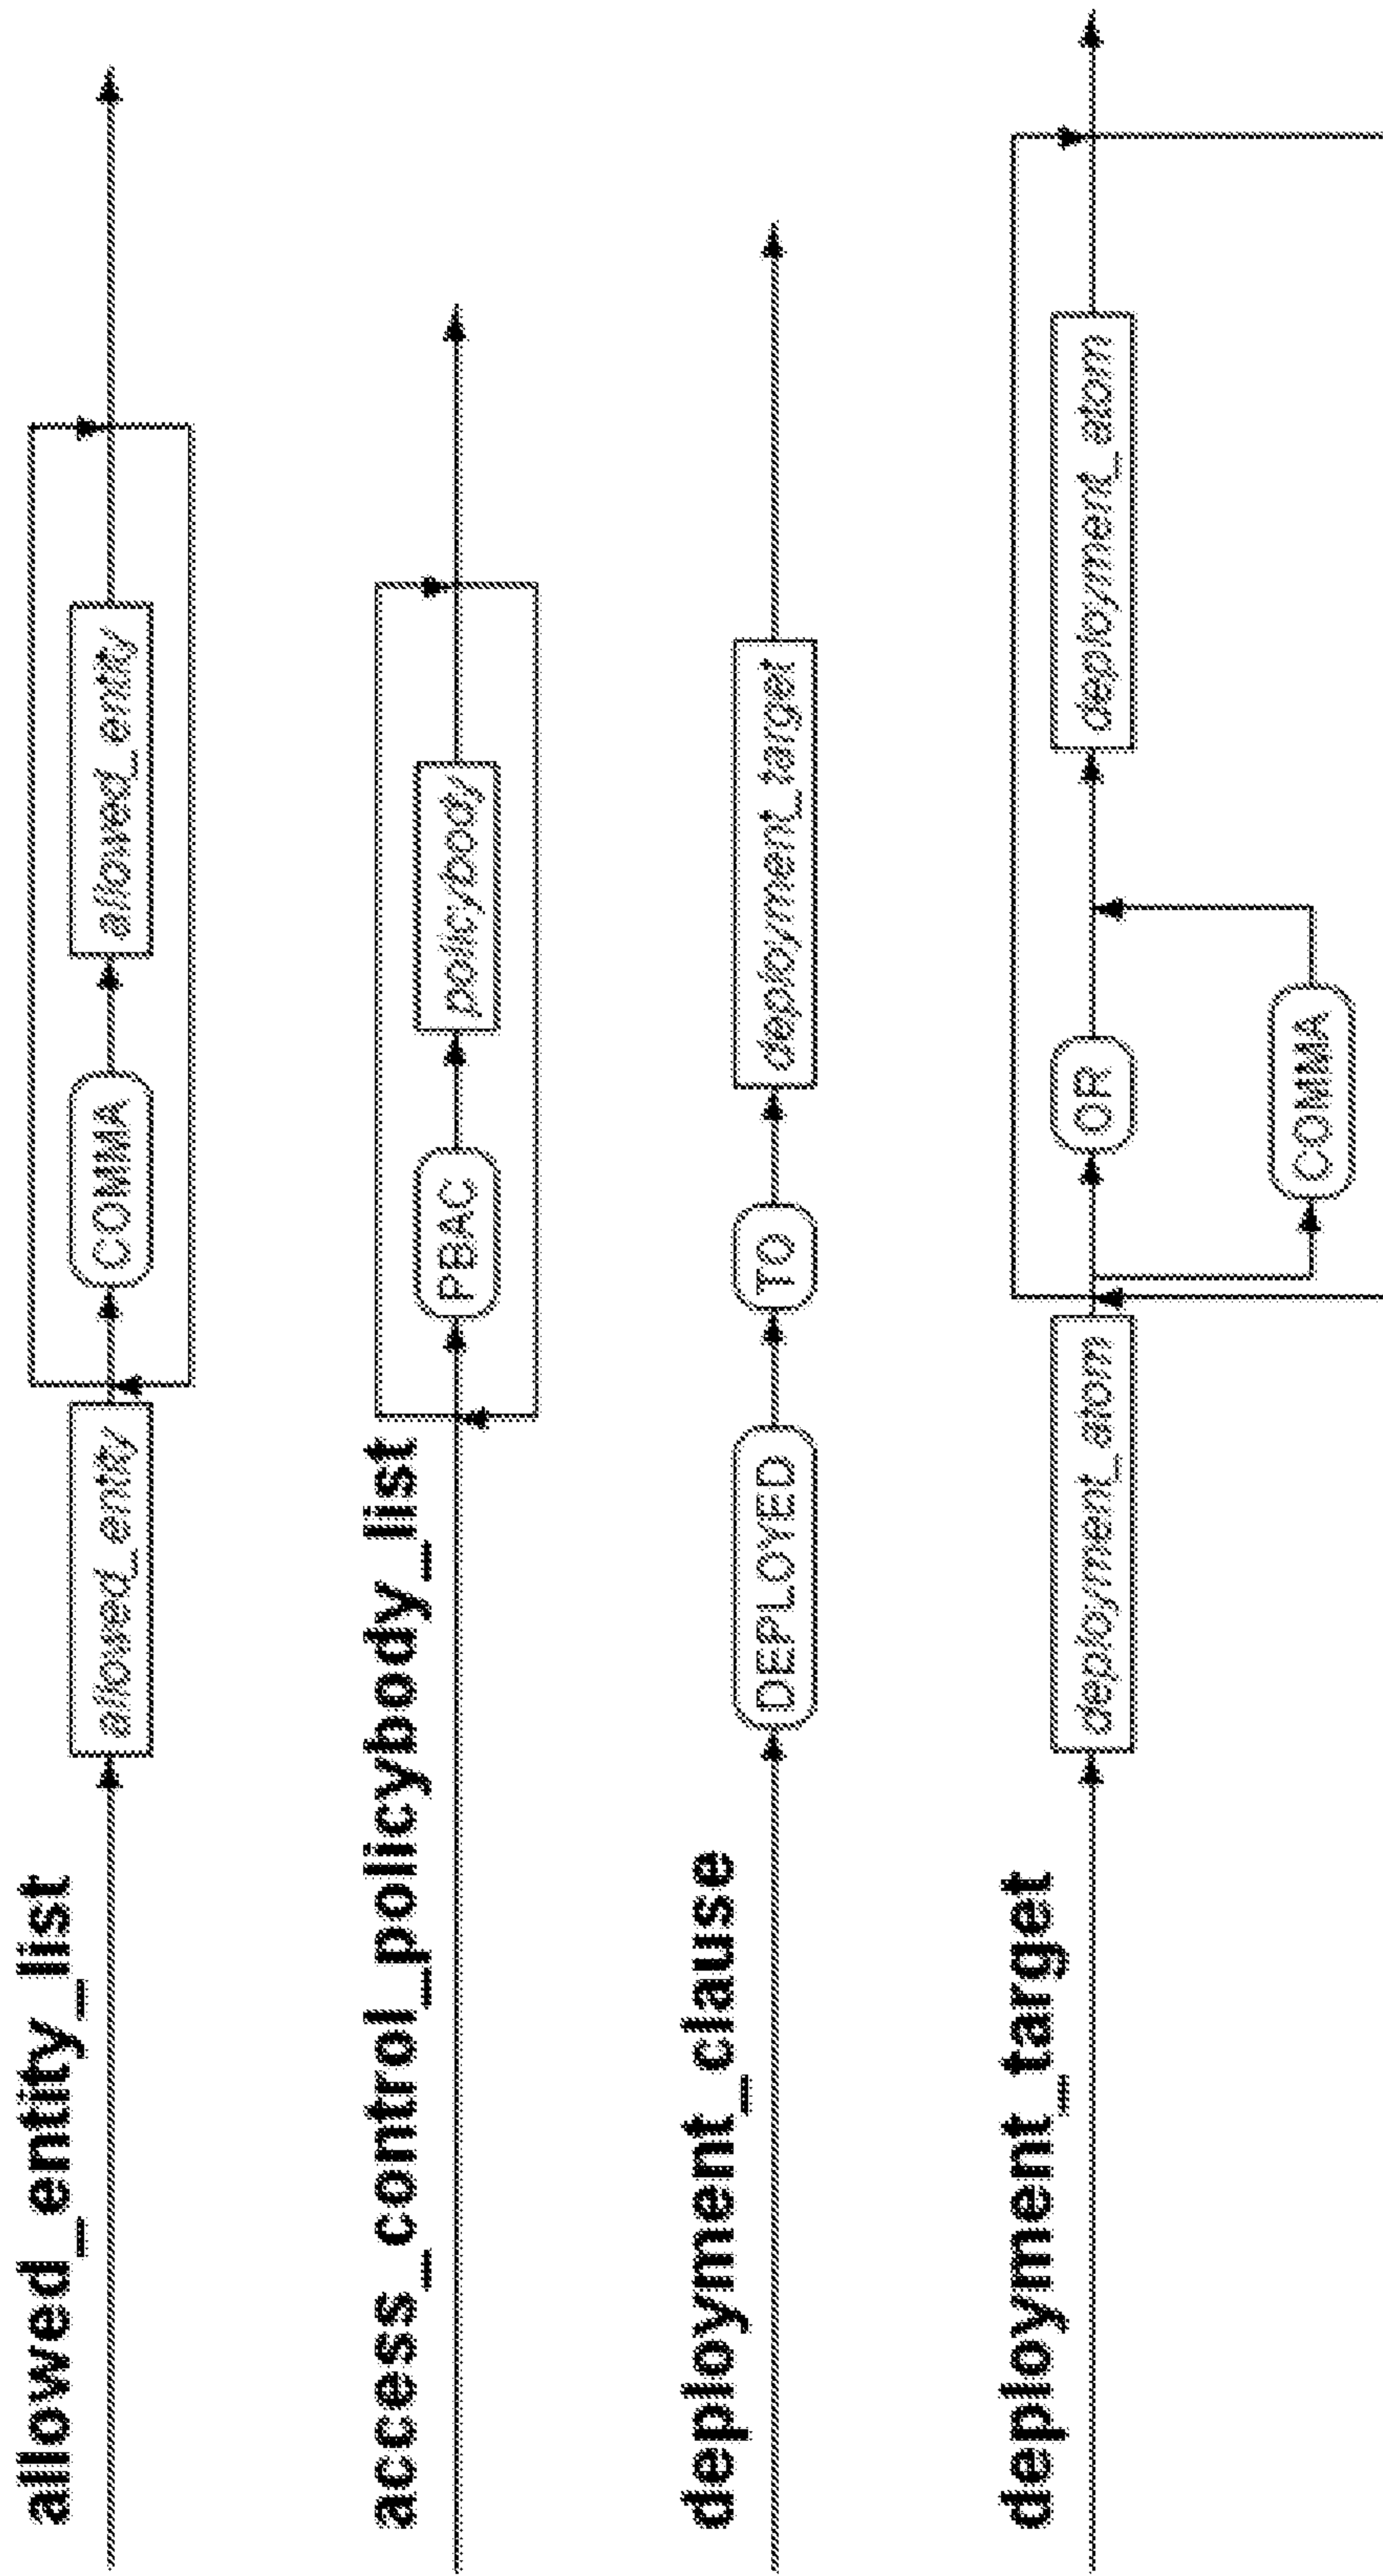 allowed_entity_list
allowed_entity COMMA allowed_entity
access_control_policybody_list
PBAC policybody
deployment_clause
DEPLOYED TO deployment_target
deployment_target
deployment_atom OR deployment_atom
COMMA